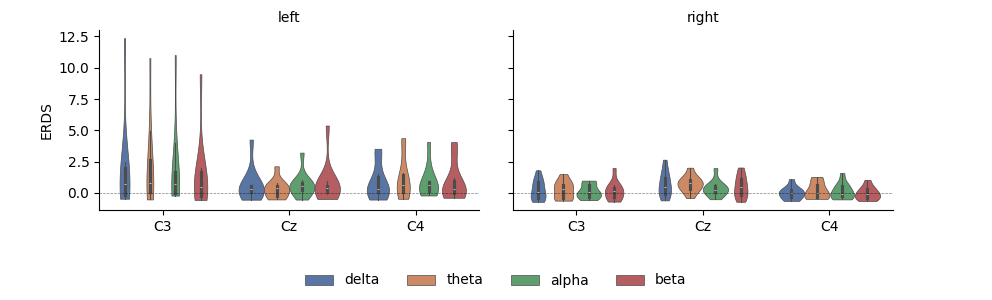 left
right
ERDS
12.5
10.0
7.5
5.0
2.5
0.0
C3
Cz
C4
C3
Cz
C4
delta
theta
alpha
beta